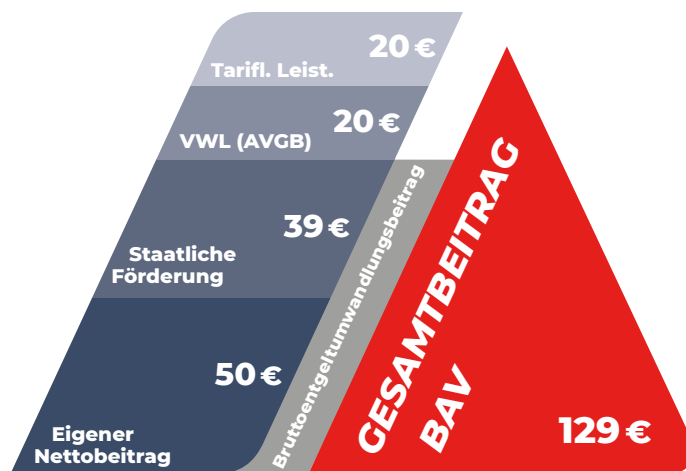 20 €
Tarifl. Leist.
20 €
VWL (AVGB)
39 €
Staatliche
Förderung
50 €
Eigener
Nettobeitrag
Bruttoentgeltumwandlungsbeitrag
GESAMTBEITRAG
BAV
129 €